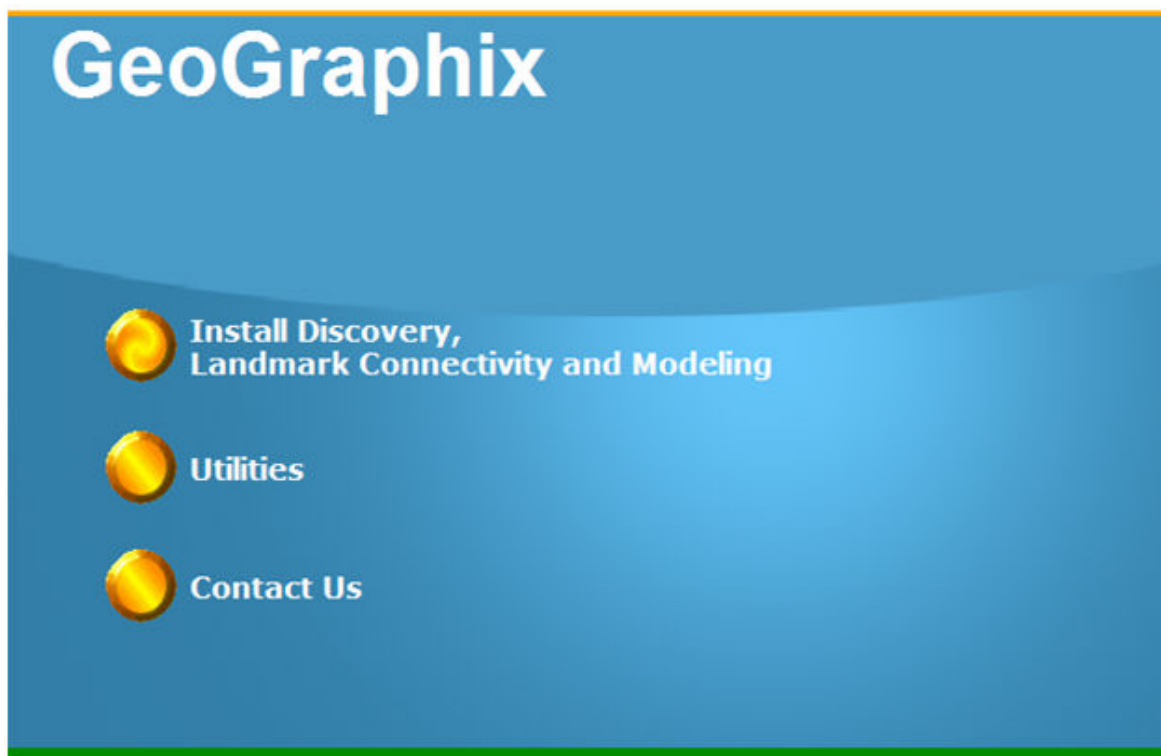 GeoGraphix
Install Discovery,
Landmark Connectivity and Modeling
Utilities
Contact Us